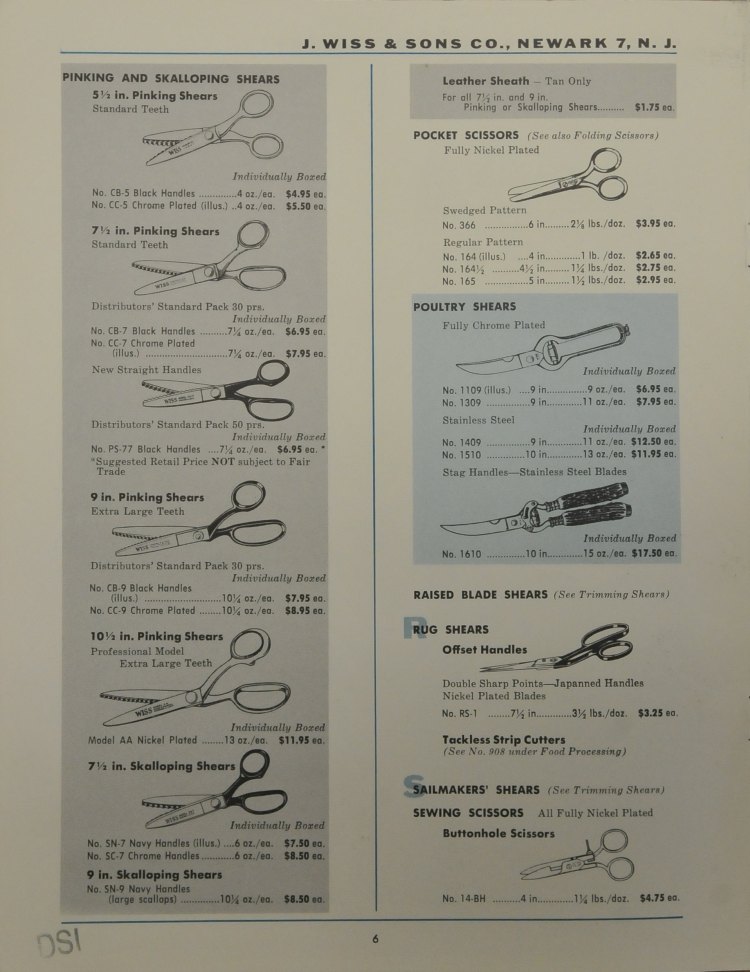 J. WISS & SONS CO., NEWARK 7, N. J.
PINKING AND SKALLOPING SHEARS
5½ in. Pinking Shears
Standard Teeth
WISS
Individually Boxed
No. CB-5 Black Handles ..............4 oz./ea. $4.95 ea.
No. CC-5 Chrome Plated (illus.) ..4 oz./ea. $5.50 ea.
7½ in. Pinking Shears
Standard Teeth
WISS
Distributors' Standard Pack 30 prs.
Individually Boxed
No. CB-7 Black Handles .........7¼ oz./ea. $6.95 ea.
No. CC-7 Chrome Plated
(illus.) ......................7¼ oz./ea. $7.95 ea.
New Straight Handles
WISS
Distributors' Standard Pack 50 prs.
Individually Boxed
No. PS-77 Black Handles ....7½ oz./ea. $6.95 ea. *
*Suggested Retail Price NOT subject to Fair
Trade
9 in. Pinking Shears
Extra Large Teeth
WISS
Distributors' Standard Pack 30 prs.
Individually Boxed
No. CB-9 Black Handles
(illus.) .....................10¼ oz./ea. $7.95 ea.
No. CC-9 Chrome Plated ......10¼ oz./ea. $8.95 ea.
10½ in. Pinking Shears
Professional Model
Extra Large Teeth
WISS
Individually Boxed
Model AA Nickel Plated .......13 oz./ea. $11.95 ea.
7½ in. Skalloping Shears
WISS
Individually Boxed
No. SN-7 Navy Handles (illus.)....6 oz./ea. $7.50 ea.
No. SC-7 Chrome Handles...........6 oz./ea. $8.50 ea.
9 in. Skalloping Shears
No. SN-9 Navy Handles
(large scallops) .............10¼ oz./ea. $8.50 ea.
Leather Sheath — Tan Only
For all 7½ in. and 9 in.
Pinking or Skalloping Shears.......... $1.75 ea.
POCKET SCISSORS (See also Folding Scissors)
Fully Nickel Plated
Swedged Pattern
No. 366 ................6 in.........2⅛ lbs./doz. $3.95 ea.
Regular Pattern
No. 164 (illus.) ....4 in...........1 lb. /doz. $2.65 ea.
No. 164½ .........4½ in.........1¼ lbs./doz. $2.75 ea.
No. 165 ................5 in.........1½ lbs./doz. $2.95 ea.
POULTRY SHEARS
Fully Chrome Plated
Individually Boxed
No. 1109 (illus.) ....9 in.............9 oz./ea. $6.95 ea.
No. 1309 ..............9 in............11 oz./ea. $7.95 ea.
Stainless Steel
Individually Boxed
No. 1409 ..............9 in............11 oz./ea. $12.50 ea.
No. 1510 .............10 in............13 oz./ea. $11.95 ea.
Stag Handles—Stainless Steel Blades
Individually Boxed
No. 1610 .............10 in............15 oz./ea. $17.50 ea.
RAISED BLADE SHEARS (See Trimming Shears)
RUG SHEARS
Offset Handles
Double Sharp Points—Japanned Handles
Nickel Plated Blades
No. RS-1 ........7½ in............3½ lbs./doz. $3.25 ea.
Tackless Strip Cutters
(See No. 908 under Food Processing)
SAILMAKERS' SHEARS (See Trimming Shears)
SEWING SCISSORS All Fully Nickel Plated
Buttonhole Scissors
No. 14-BH ..........4 in............1¼ lbs./doz. $4.75 ea.
6
DSI